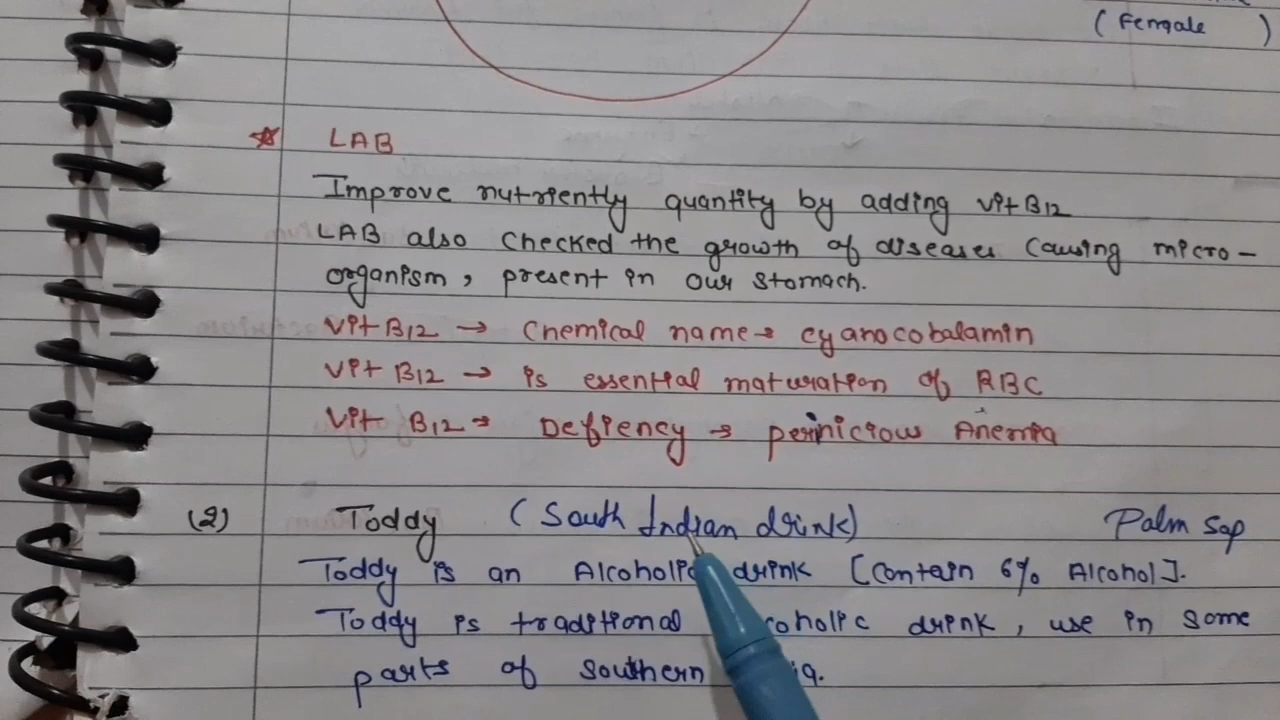 ( Female )
LAB
Improve nutriently quantity by adding vit B12
LAB also checked the growth of diseases causing micro-
organism, present in our stomach.
Vit B12 → Chemical name → cyanocobalamin
Vit B12 → is essential maturation of RBC
Vit B12 → Defiency → pernicious Anemia
(2) Toddy (South Indian drink) Palm sap
Toddy is an Alcoholic drink [Contain 6% Alcohol].
Toddy is traditional drink, use in some
parts of southern